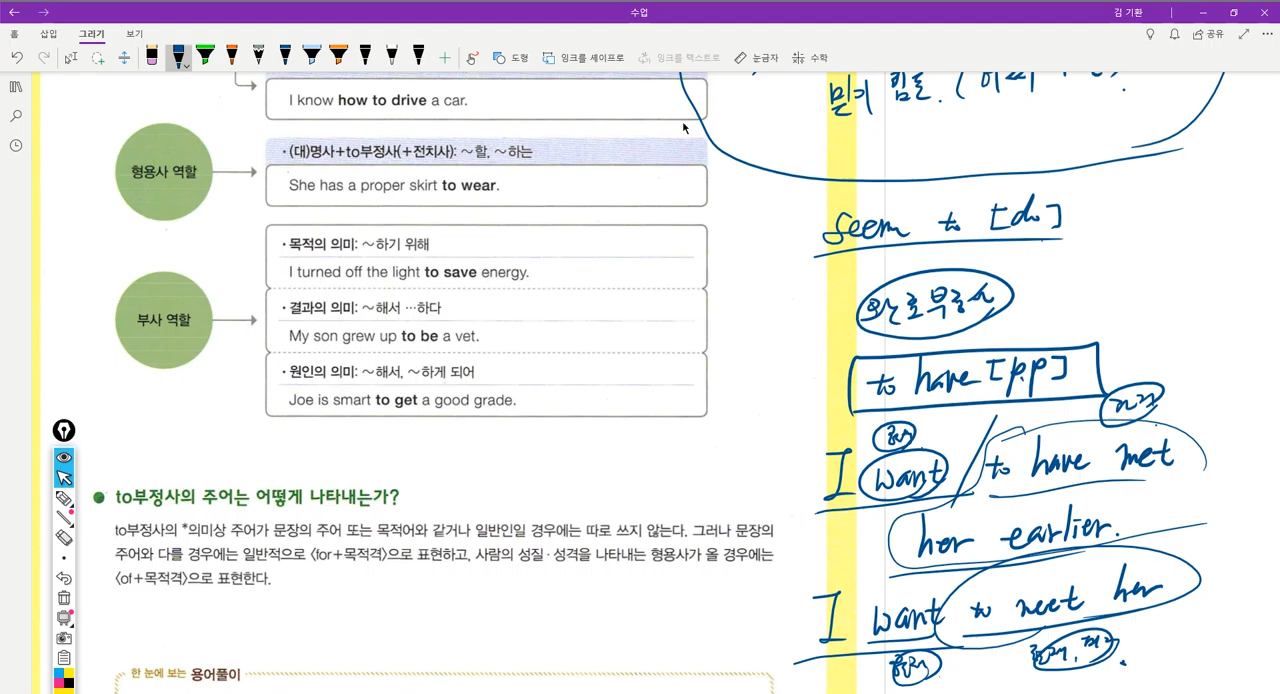 수업
김 기환
홈 삽입 그리기 보기
공유
도형 잉크를 셰이프로 잉크를 텍스트로 눈금자 수학
I know how to drive a car.
형용사 역할
· (대)명사+to부정사(+전치사): ~할, ~하는
She has a proper skirt to wear.
부사 역할
· 목적의 의미: ~하기 위해
I turned off the light to save energy.
· 결과의 의미: ~해서 …하다
My son grew up to be a vet.
· 원인의 의미: ~해서, ~하게 되어
Joe is smart to get a good grade.
to부정사의 주어는 어떻게 나타내는가?
to부정사의 *의미상 주어가 문장의 주어 또는 목적어와 같거나 일반인일 경우에는 따로 쓰지 않는다. 그러나 문장의
주어와 다를 경우에는 일반적으로 〈for+목적격〉으로 표현하고, 사람의 성질·성격을 나타내는 형용사가 올 경우에는
〈of+목적격〉으로 표현한다.
한 눈에 보는 용어풀이
seem to [do]
완료부정사
to have [p.p]
과거
현재
I want / to have met
her earlier.
I want to meet her
현재
현재, 미래